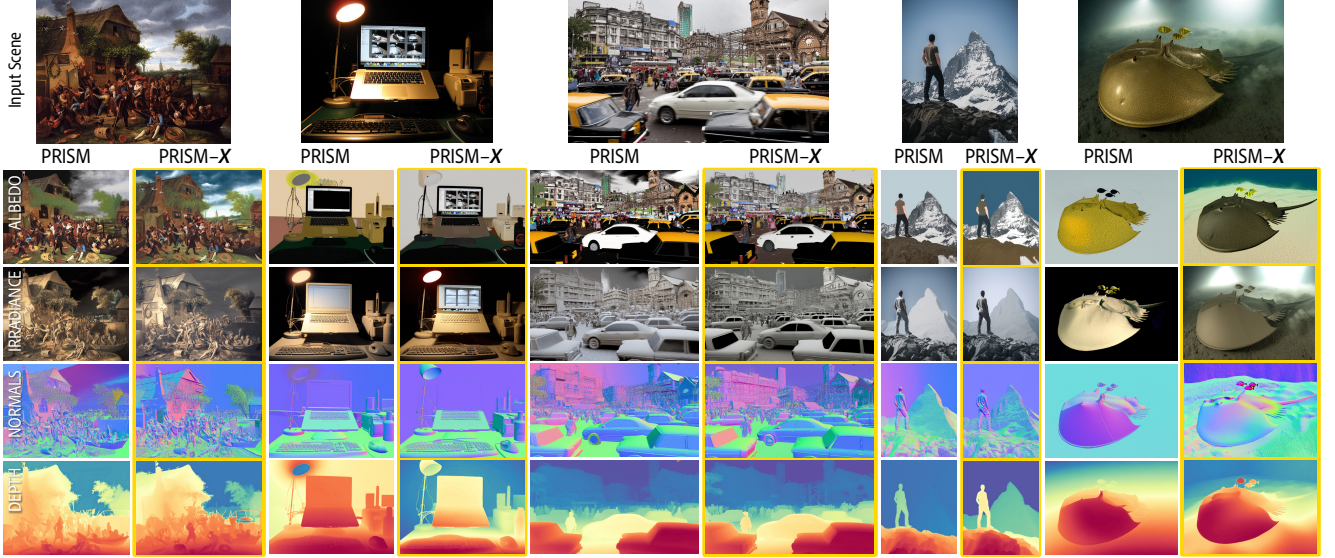 Input Scene
PRISM PRISM–X PRISM PRISM–X PRISM PRISM–X PRISM PRISM–X PRISM PRISM–X
ALBEDO
IRRADIANCE
NORMALS
DEPTH